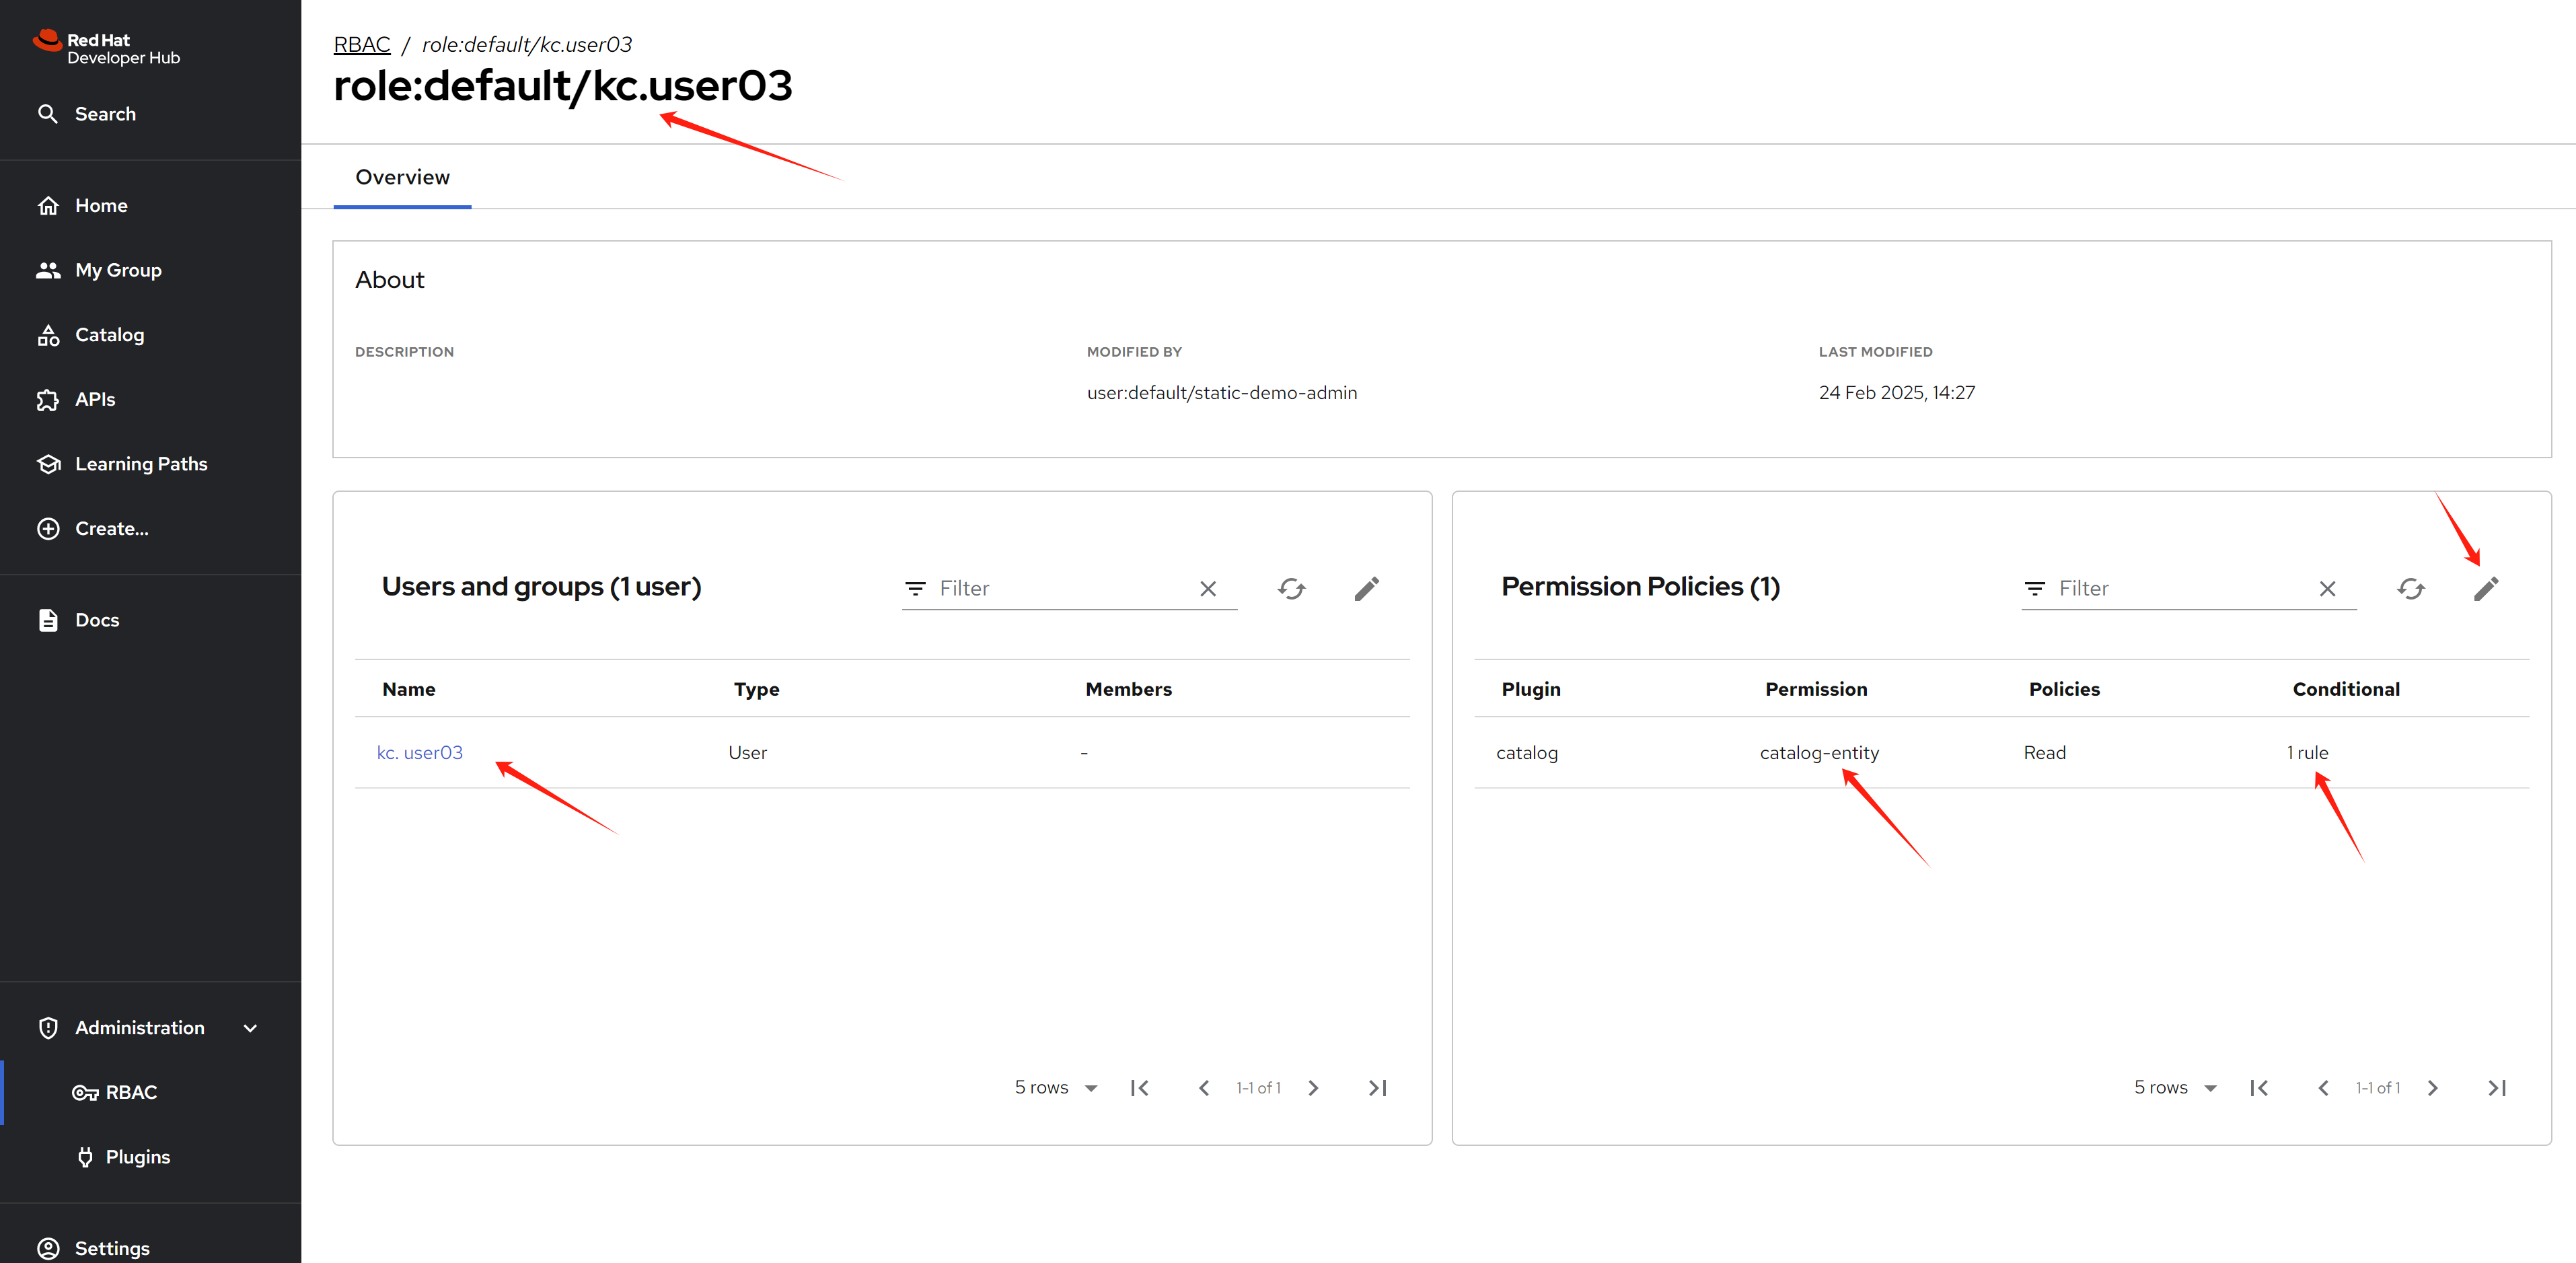 Red Hat
Developer Hub
Search
Home
My Group
Catalog
APIs
Learning Paths
Create...
Docs
Administration
RBAC
Plugins
Settings
RBAC / role:default/kc.user03
role:default/kc.user03
Overview
About
DESCRIPTION
MODIFIED BY
user:default/static-demo-admin
LAST MODIFIED
24 Feb 2025, 14:27
Users and groups (1 user)
Filter
Name Type Members
kc. user03 User -
5 rows 1-1 of 1
Permission Policies (1)
Filter
Plugin Permission Policies Conditional
catalog catalog-entity Read 1 rule
5 rows 1-1 of 1